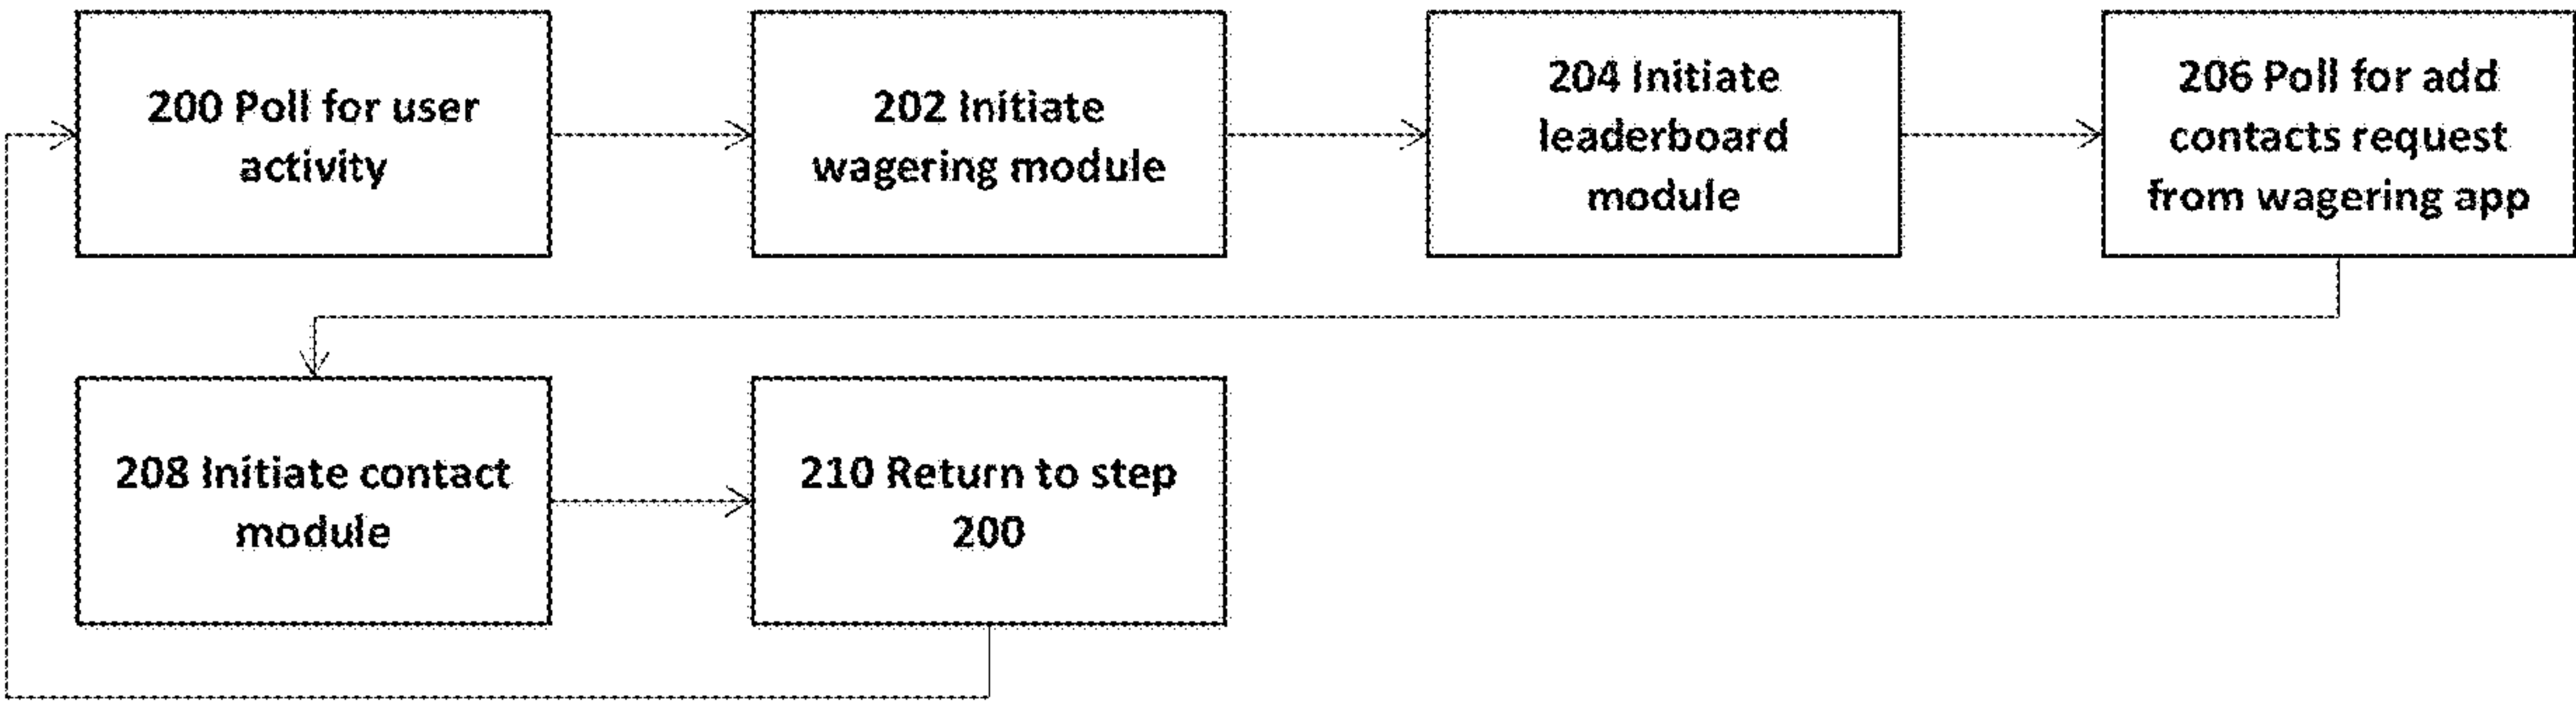 200 Poll for user
activity
202 Initiate
wagering module
204 Initiate
leaderboard
module
206 Poll for add
contacts request
from wagering app
208 Initiate contact
module
210 Return to step
200